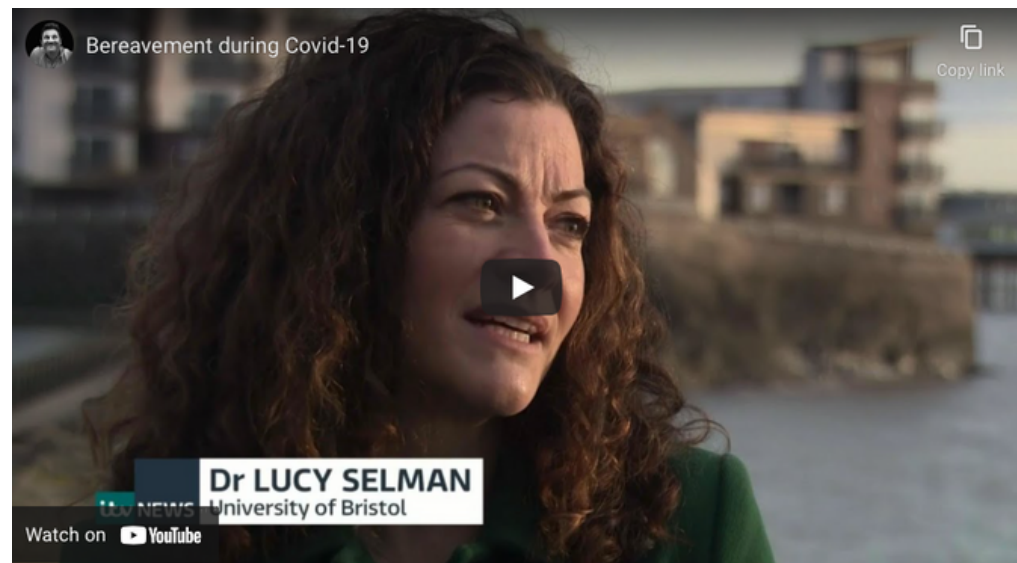 Bereavement during Covid-19
Copy link
Dr LUCY SELMAN
itv NEWS University of Bristol
Watch on YouTube